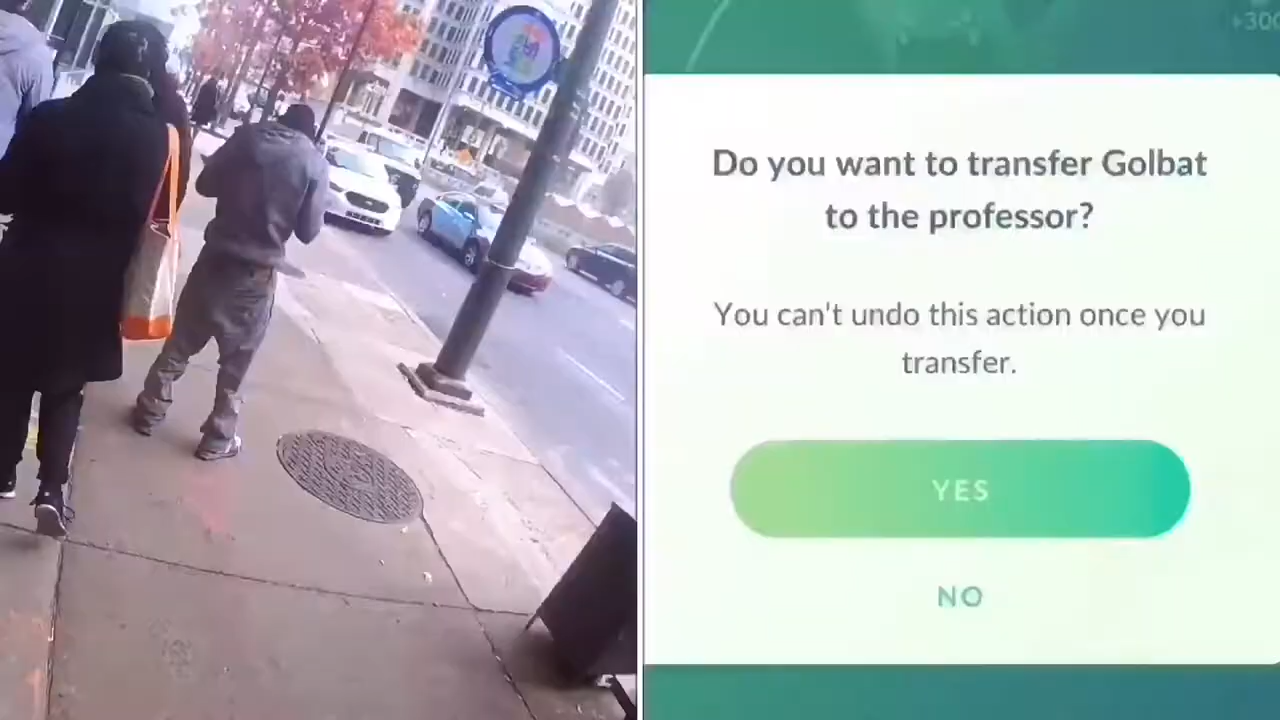 +300
Do you want to transfer Golbat
to the professor?
You can't undo this action once you
transfer.
YES
NO